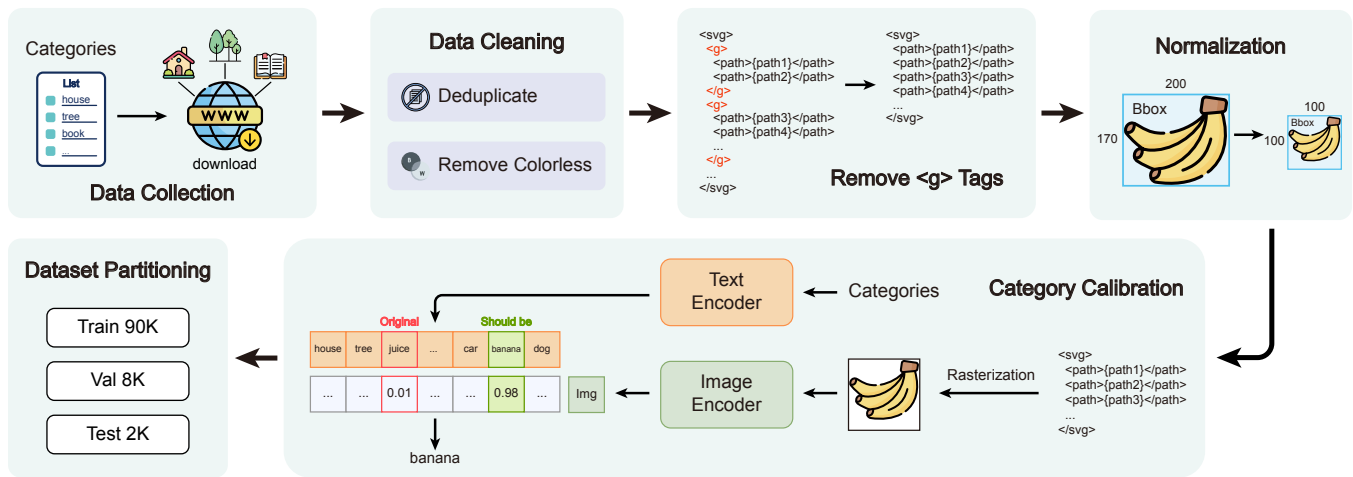 Categories
List
house
tree
book
...
WWW
download
Data Collection
Data Cleaning
Deduplicate
B
W
Remove Colorless
<svg>
<g>
<path>{path1}</path>
<path>{path2}</path>
</g>
<g>
<path>{path3}</path>
<path>{path4}</path>
...
</g>
...
</svg>
<svg>
<path>{path1}</path>
<path>{path2}</path>
<path>{path3}</path>
<path>{path4}</path>
...
</svg>
Remove <g> Tags
Normalization
200
Bbox
170
100
Bbox
100
Dataset Partitioning
Train 90K
Val 8K
Test 2K
Category Calibration
Text
Encoder
Categories
Original
Should be
house tree juice ... car banana dog
... ... 0.01 ... ... 0.98 ...
Img
banana
Image
Encoder
Rasterization
<svg>
<path>{path1}</path>
<path>{path2}</path>
<path>{path3}</path>
...
</svg>